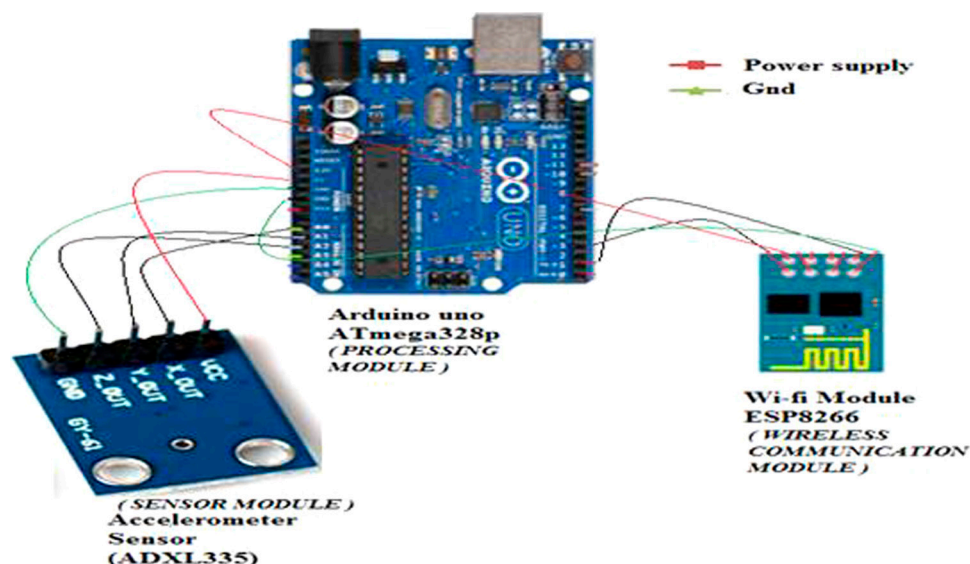 Power supply
Gnd
ARDUINO
UNO
Arduino uno
ATmega328p
(PROCESSING
MODULE)
Wi-fi Module
ESP8266
(WIRELESS
COMMUNICATION
MODULE)
GND
Z_OUT
Y_OUT
X_OUT
VCC
GY-61
(SENSOR MODULE)
Accelerometer
Sensor
(ADXL335)